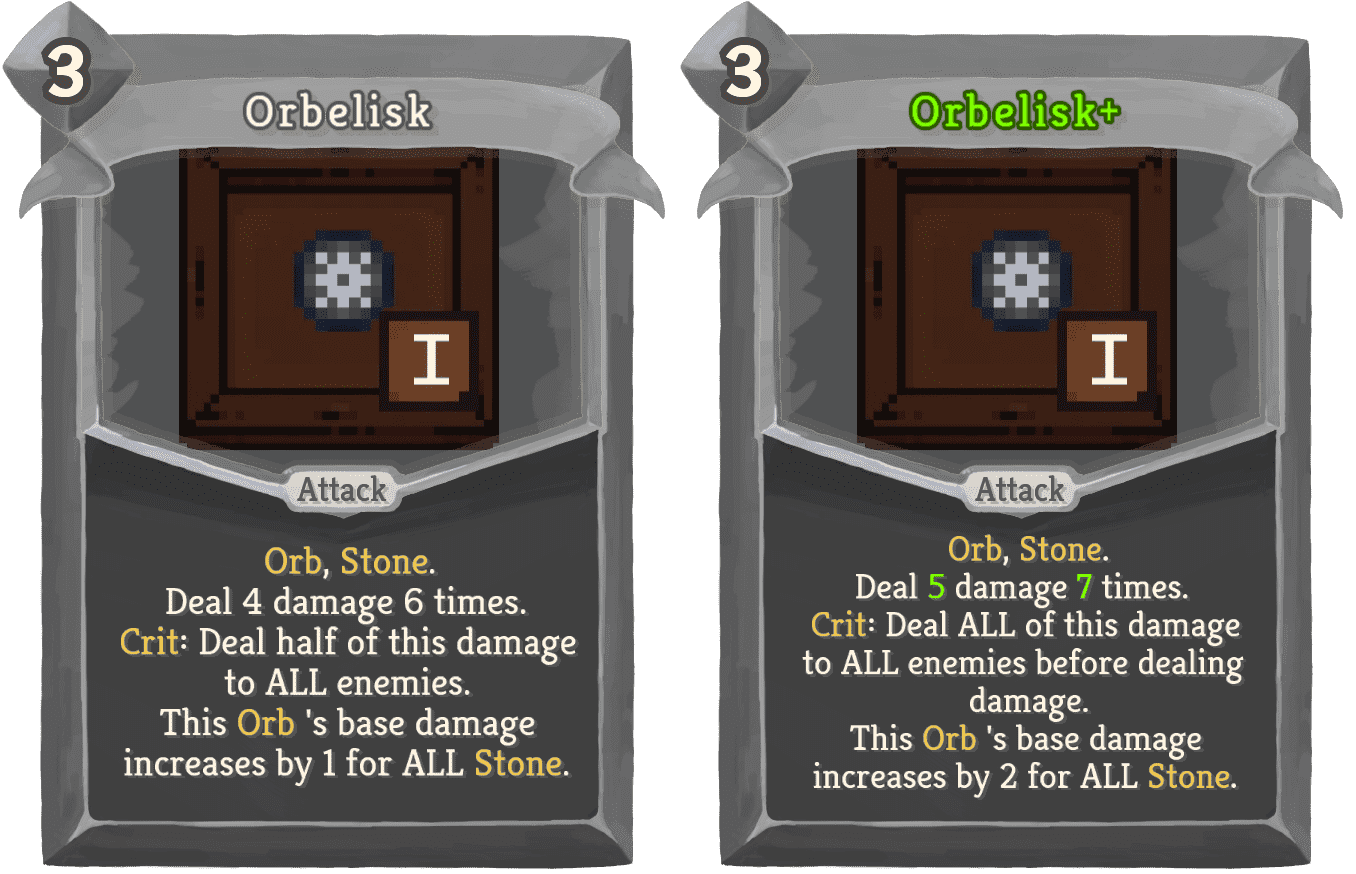 3
Orbelisk
I
Attack
Orb, Stone.
Deal 4 damage 6 times.
Crit: Deal half of this damage
to ALL enemies.
This Orb 's base damage
increases by 1 for ALL Stone.
3
Orbelisk+
I
Attack
Orb, Stone.
Deal 5 damage 7 times.
Crit: Deal ALL of this damage
to ALL enemies before dealing
damage.
This Orb 's base damage
increases by 2 for ALL Stone.